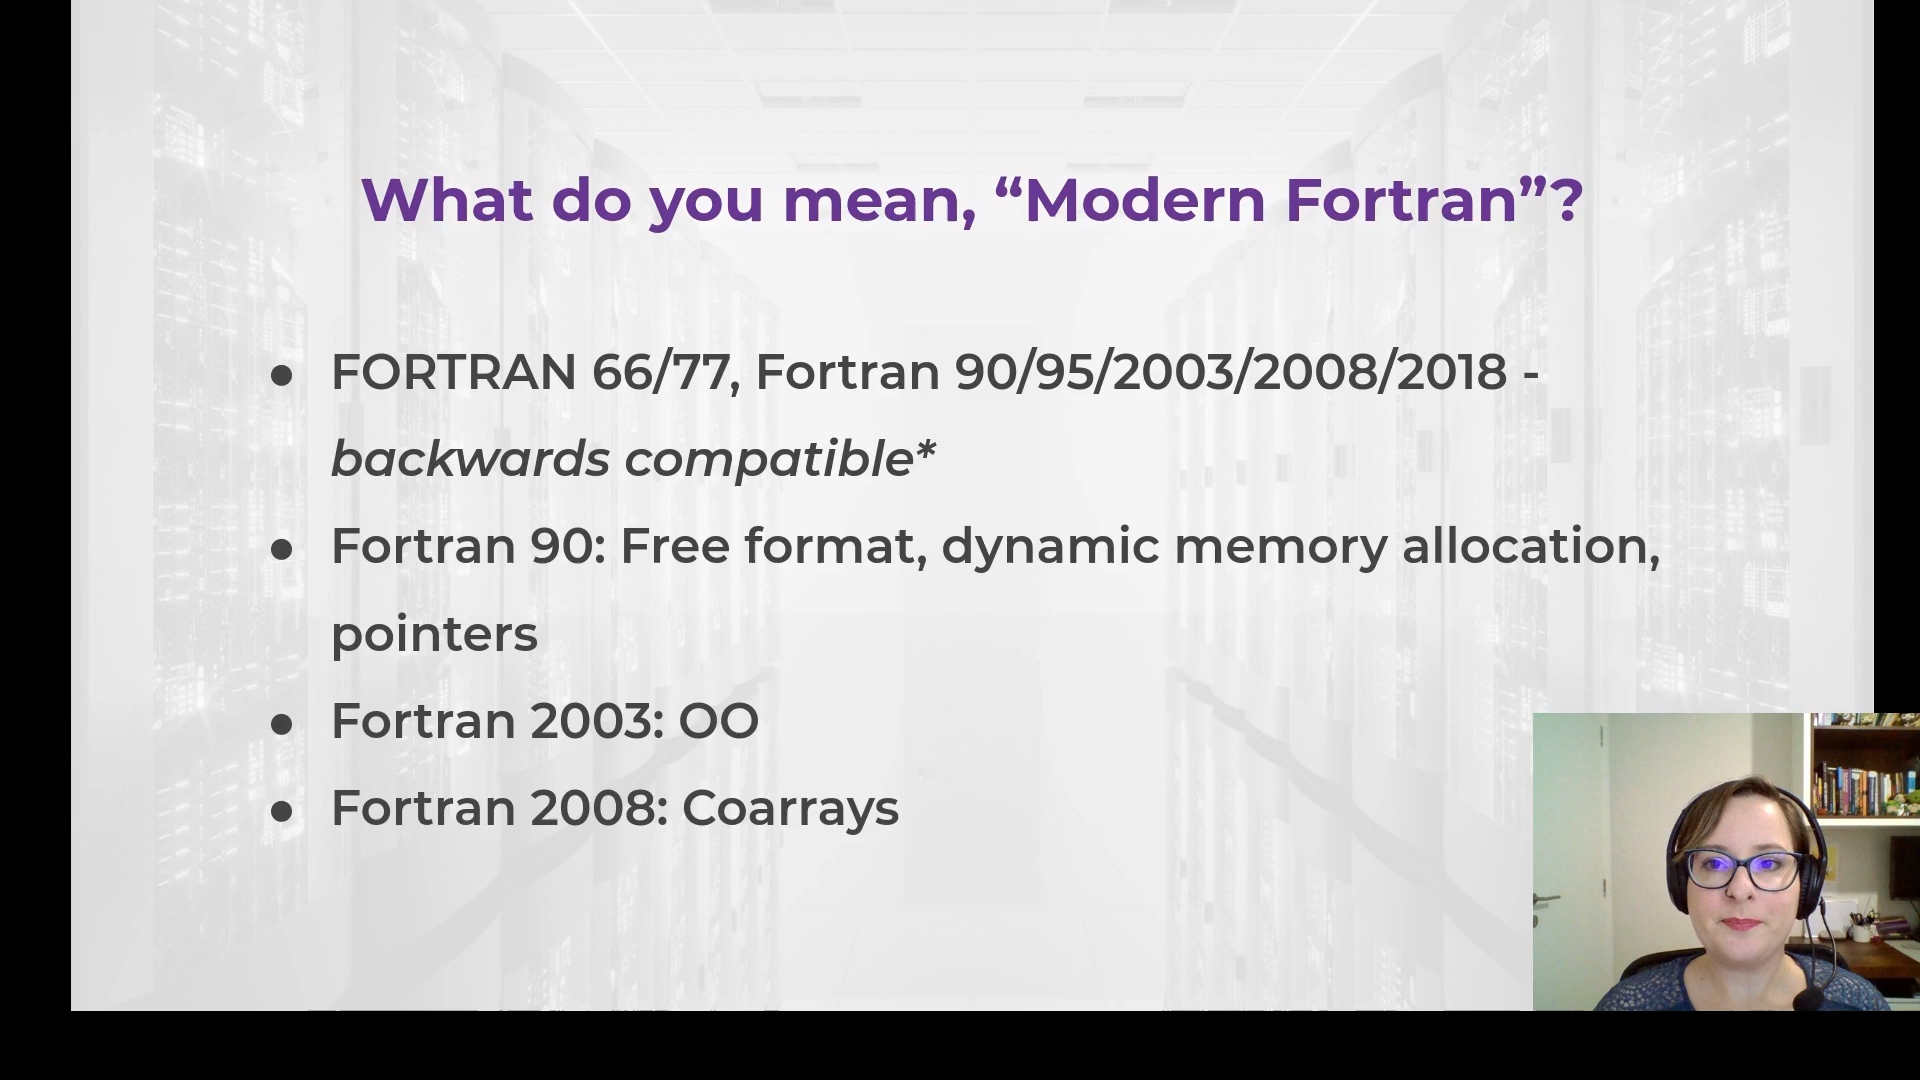 What do you mean, “Modern Fortran”?
● FORTRAN 66/77, Fortran 90/95/2003/2008/2018 -
backwards compatible*
● Fortran 90: Free format, dynamic memory allocation,
pointers
● Fortran 2003: OO
● Fortran 2008: Coarrays